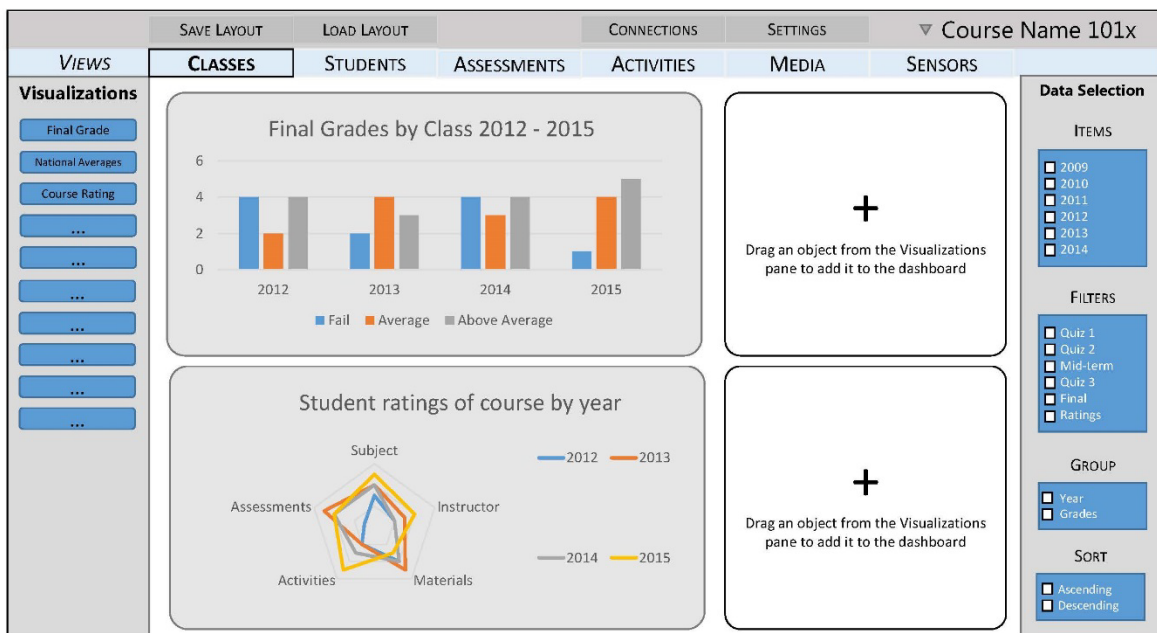 SAVE LAYOUT
LOAD LAYOUT
CONNECTIONS
SETTINGS
Course Name 101x
VIEWS
CLASSES
STUDENTS
ASSESSMENTS
ACTIVITIES
MEDIA
SENSORS
Visualizations
Final Grade
National Averages
Course Rating
...
...
...
...
...
...
...
Final Grades by Class 2012 - 2015
6
4
2
0
2012
2013
2014
2015
Fail
Average
Above Average
+
Drag an object from the Visualizations
pane to add it to the dashboard
Student ratings of course by year
Subject
Instructor
Materials
Activities
Assessments
2012
2013
2014
2015
+
Drag an object from the Visualizations
pane to add it to the dashboard
Data Selection
ITEMS
2009
2010
2011
2012
2013
2014
FILTERS
Quiz 1
Quiz 2
Mid-term
Quiz 3
Final
Ratings
GROUP
Year
Grades
SORT
Ascending
Descending